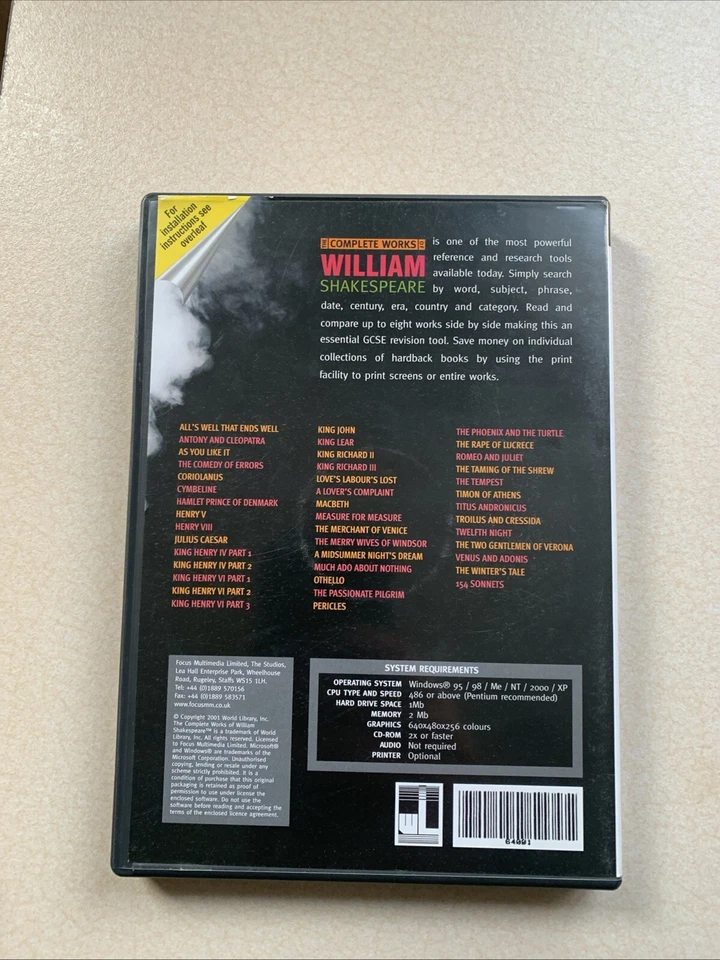 For
installation
instructions see
overleaf
THE COMPLETE WORKS OF
WILLIAM
SHAKESPEARE
is one of the most powerful
reference and research tools
available today. Simply search
by word, subject, phrase,
date, century, era, country and category. Read and
compare up to eight works side by side making this an
essential GCSE revision tool. Save money on individual
collections of hardback books by using the print
facility to print screens or entire works.
ALL'S WELL THAT ENDS WELL
ANTONY AND CLEOPATRA
AS YOU LIKE IT
THE COMEDY OF ERRORS
CORIOLANUS
CYMBELINE
HAMLET PRINCE OF DENMARK
HENRY V
HENRY VIII
JULIUS CAESAR
KING HENRY IV PART 1
KING HENRY IV PART 2
KING HENRY VI PART 1
KING HENRY VI PART 2
KING HENRY VI PART 3
KING JOHN
KING LEAR
KING RICHARD II
KING RICHARD III
LOVE'S LABOUR'S LOST
A LOVER'S COMPLAINT
MACBETH
MEASURE FOR MEASURE
THE MERCHANT OF VENICE
THE MERRY WIVES OF WINDSOR
A MIDSUMMER NIGHT'S DREAM
MUCH ADO ABOUT NOTHING
OTHELLO
THE PASSIONATE PILGRIM
PERICLES
THE PHOENIX AND THE TURTLE
THE RAPE OF LUCRECE
ROMEO AND JULIET
THE TAMING OF THE SHREW
THE TEMPEST
TIMON OF ATHENS
TITUS ANDRONICUS
TROILUS AND CRESSIDA
TWELFTH NIGHT
THE TWO GENTLEMEN OF VERONA
VENUS AND ADONIS
THE WINTER'S TALE
154 SONNETS
Focus Multimedia Limited, The Studios,
Lea Hall Enterprise Park, Wheelhouse
Road, Rugeley, Staffs WS15 1LH.
Tel: +44 (0)1889 570156
Fax: +44 (0)1889 583571
www.focusmm.co.uk
© Copyright 2001 World Library, Inc.
The Complete Works of William
Shakespeare™ is a trademark of World
Library, Inc. All rights reserved. Licensed
to Focus Multimedia Limited. Microsoft®
and Windows® are trademarks of the
Microsoft Corporation. Unauthorised
copying, lending or resale under any
scheme strictly prohibited. It is a
condition of purchase that this original
packaging is retained as proof of
permission to use under license the
enclosed software. Do not use the
software before reading and accepting the
terms of the enclosed licence agreement.
SYSTEM REQUIREMENTS
OPERATING SYSTEM Windows® 95 / 98 / Me / NT / 2000 / XP
CPU TYPE AND SPEED 486 or above (Pentium recommended)
HARD DRIVE SPACE 1Mb
MEMORY 2 Mb
GRAPHICS 640x480x256 colours
CD-ROM 2x or faster
AUDIO Not required
PRINTER Optional
64001